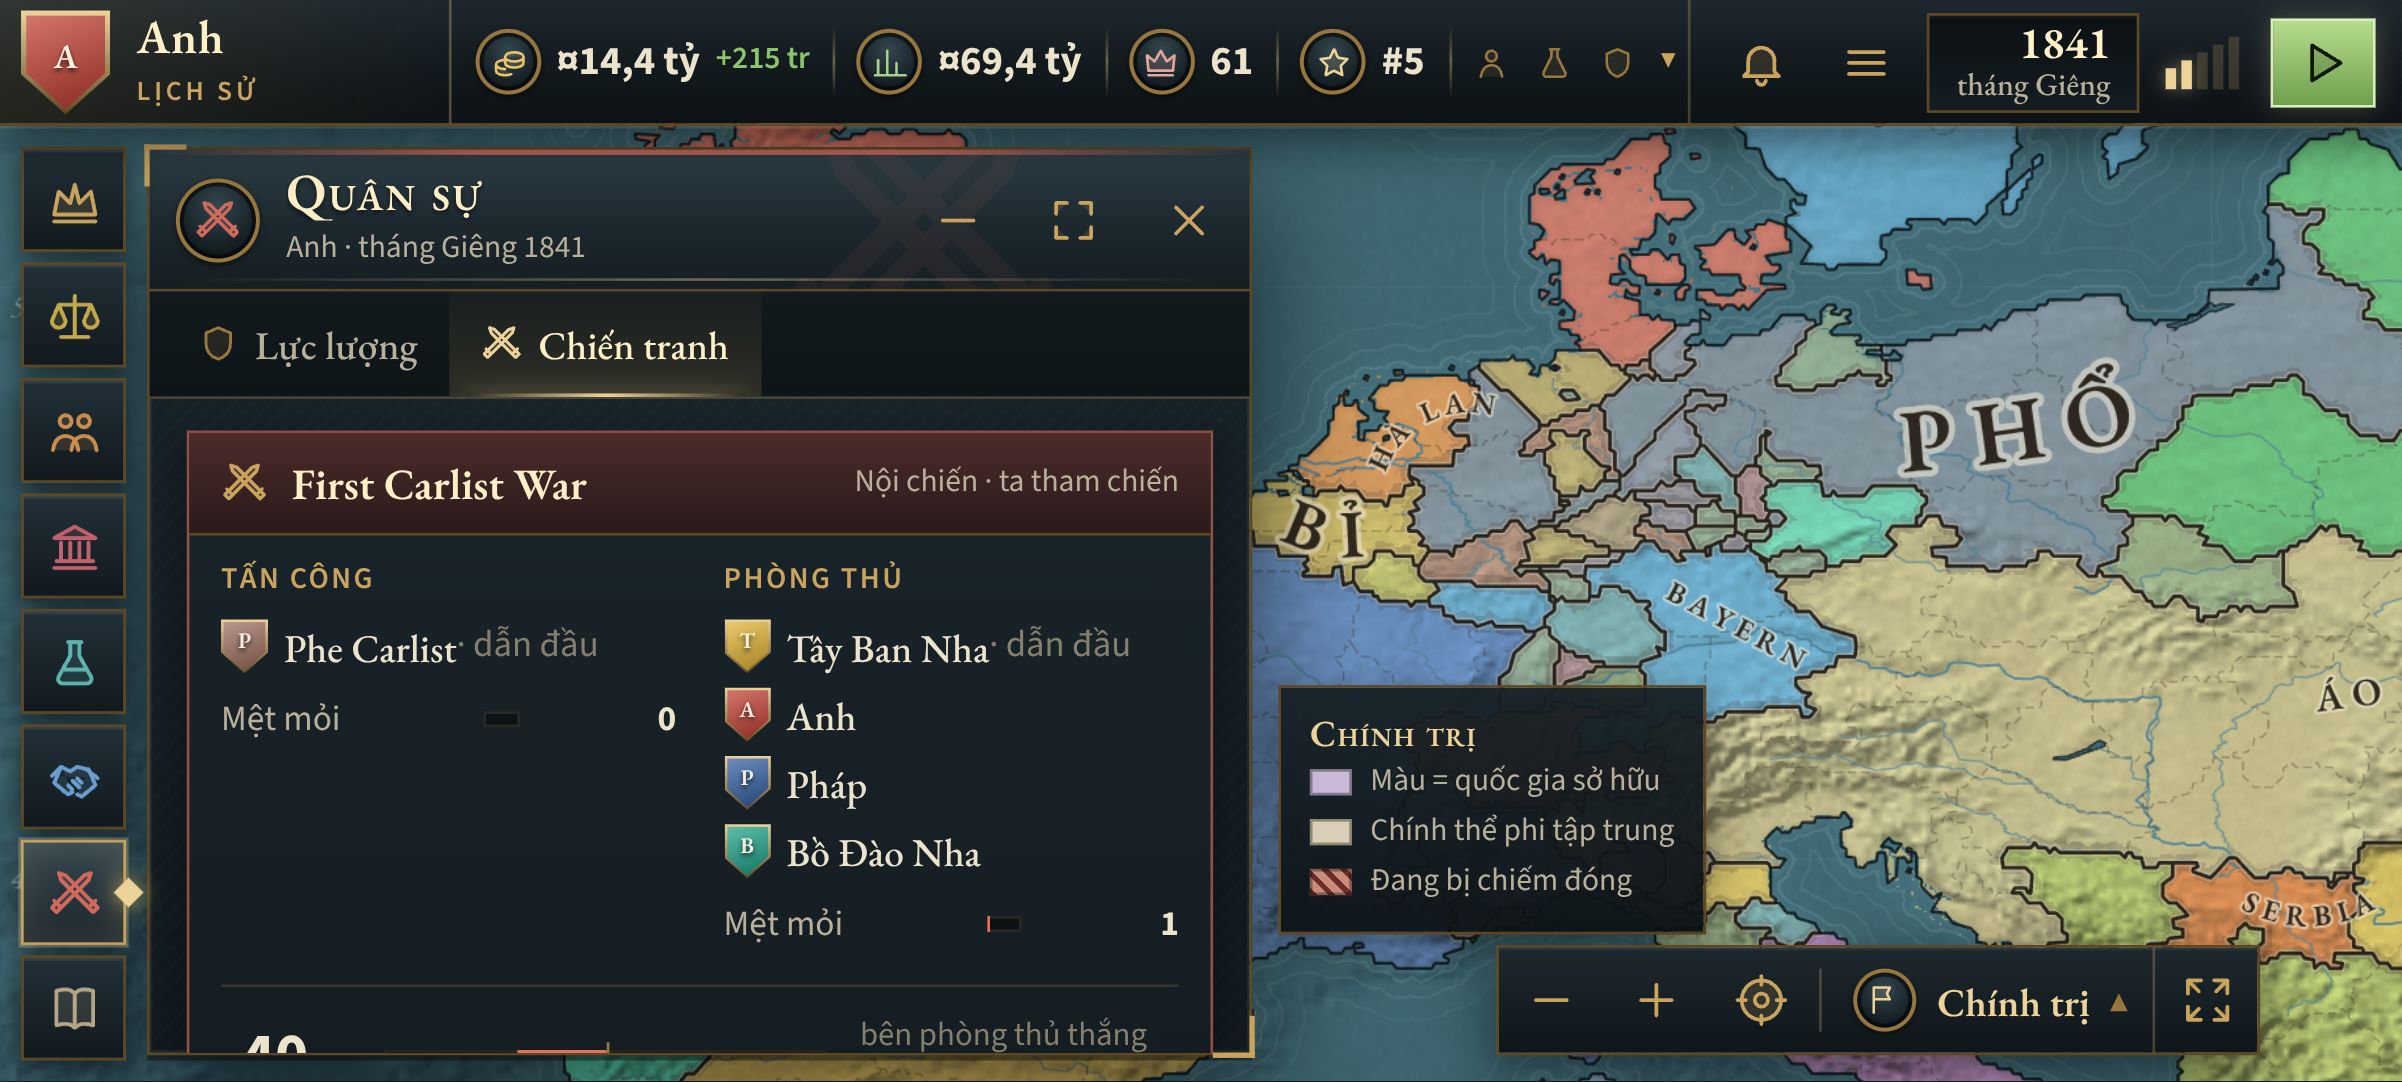 A
Anh
LỊCH SỬ
¤14,4 tỷ +215 tr
¤69,4 tỷ
61
#5
1841
tháng Giêng
QUÂN SỰ
Anh · tháng Giêng 1841
Lực lượng
Chiến tranh
First Carlist War
Nội chiến · ta tham chiến
TẤN CÔNG
P Phe Carlist · dẫn đầu
Mệt mỏi 0
PHÒNG THỦ
T Tây Ban Nha · dẫn đầu
A Anh
P Pháp
B Bồ Đào Nha
Mệt mỏi 1
40
bên phòng thủ thắng
HÀ LAN
BỈ
PHỔ
BAYERN
ÁO
SERBIA
CHÍNH TRỊ
Màu = quốc gia sở hữu
Chính thể phi tập trung
Đang bị chiếm đóng
Chính trị